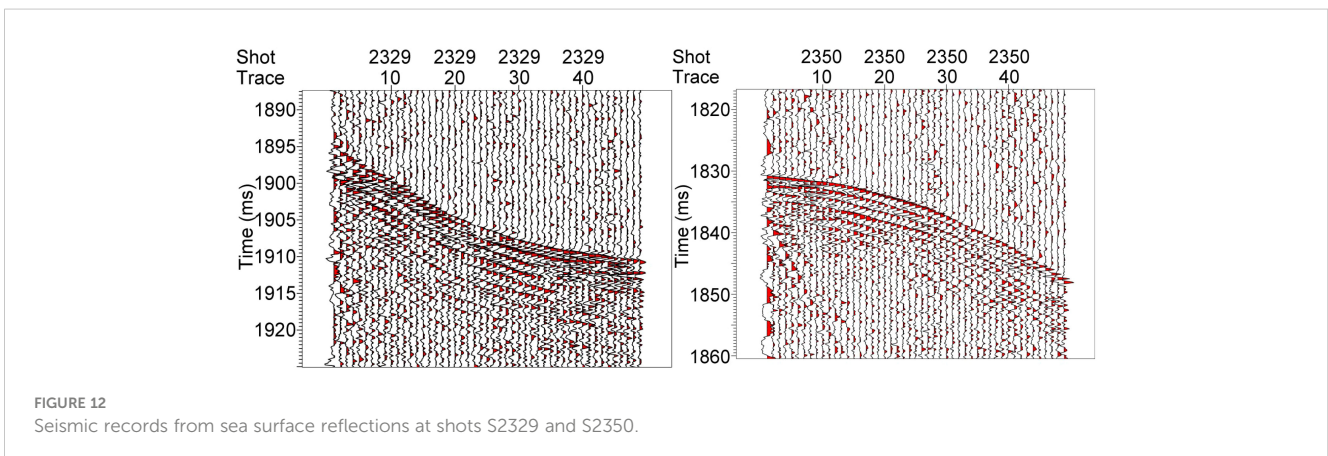 Shot 2329 2329 2329 2329
Trace 10 20 30 40
1890
1895
1900
1905
1910
1915
1920
Time (ms)
Shot 2350 2350 2350 2350
Trace 10 20 30 40
1820
1830
1840
1850
1860
Time (ms)
FIGURE 12
Seismic records from sea surface reflections at shots S2329 and S2350.